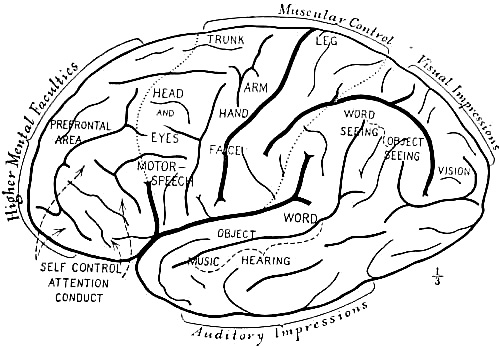 Muscular Control
Higher Mental Faculties
Visual Impressions
TRUNK
LEG
HEAD
AND
EYES
ARM
HAND
FACE
PREFRONTAL
AREA
MOTOR-
SPEECH
WORD
SEEING
OBJECT
SEEING
VISION
WORD
OBJECT
MUSIC
HEARING
SELF CONTROL
ATTENTION
CONDUCT
1/3
Auditory Impressions